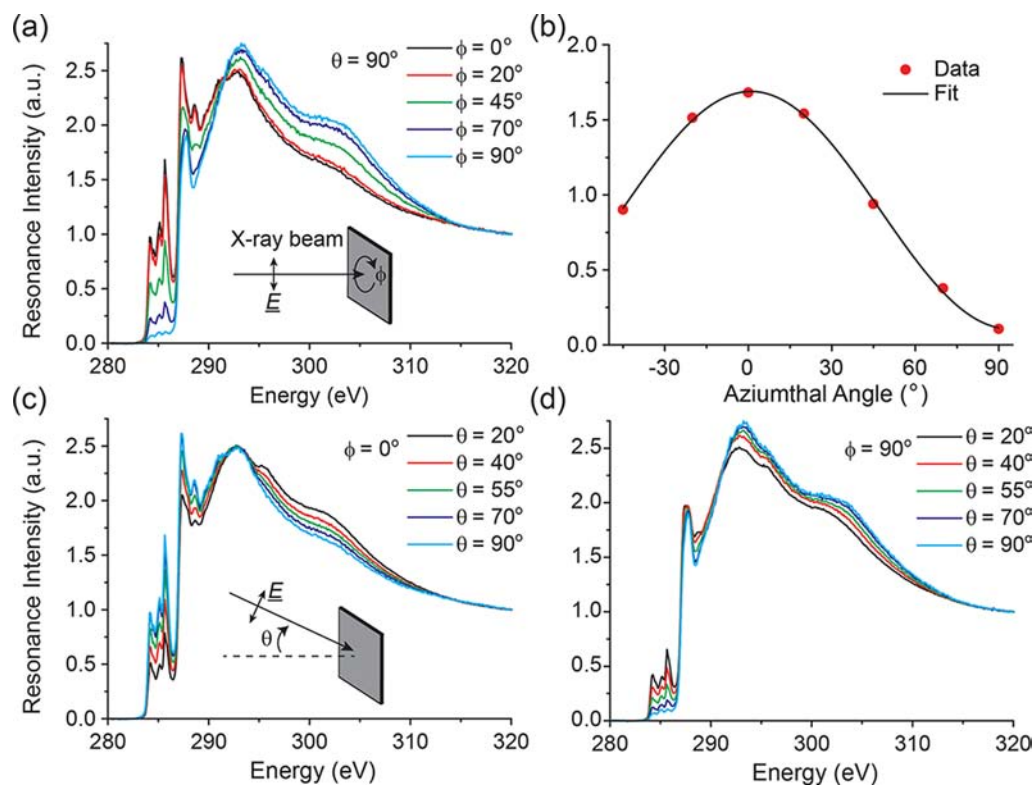 (a)
θ = 90°
ϕ = 0°
ϕ = 20°
ϕ = 45°
ϕ = 70°
ϕ = 90°
X-ray beam
E
ϕ
Resonance Intensity (a.u.)
2.5
2.0
1.5
1.0
0.5
0.0
280 290 300 310 320
Energy (eV)
(b)
Data
Fit
2.0
1.5
1.0
0.5
0.0
-30 0 30 60 90
Aziumthal Angle (°)
(c)
ϕ = 0°
θ = 20°
θ = 40°
θ = 55°
θ = 70°
θ = 90°
E
θ
Resonance Intensity (a.u.)
2.5
2.0
1.5
1.0
0.5
0.0
280 290 300 310 320
Energy (eV)
(d)
ϕ = 90°
θ = 20°
θ = 40°
θ = 55°
θ = 70°
θ = 90°
2.5
2.0
1.5
1.0
0.5
0.0
280 290 300 310 320
Energy (eV)